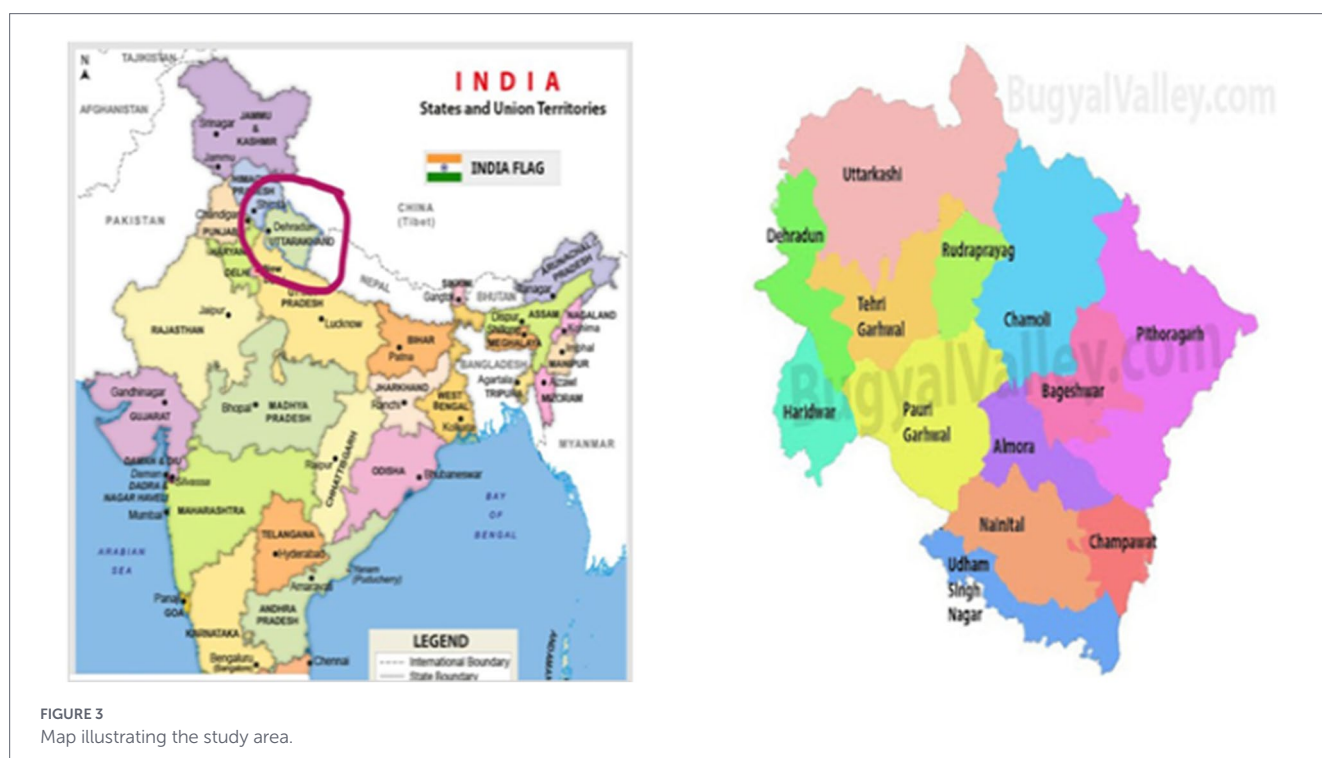 N
TAJIKISTAN
INDIA
States and Union Territories
AFGHANISTAN
Srinagar
JAMMU
&
KASHMIR
INDIA FLAG
Jammu
PAKISTAN
Shimla
CHINA
(Tibet)
PUNJAB
Dehradun
UTTARAKHAND
New
NEPAL
PRADESH
Jaipur
RAJASTHAN
Lucknow
BIHAR
Patna
SIKKIM
BHUTAN
ARUNACHAL
PRADESH
Itanagar
Dispur
ASSAM
NAGALAND
Kohima
Shillong
MEGHALAYA
Imphal
MANIPUR
BANGLADESH
Agartala
TRIPURA
Aizawl
MIZORAM
MYANMAR
Gandhinagar
GUJARAT
Bhopal
MADHYA
PRADESH
JHARKHAND
Ranchi
WEST
BENGAL
Kolkata
Raipur
CHHATTISGARH
ODISHA
Bhubaneswar
DAMAN & DIU
Daman
Silvassa
DADRA &
NAGAR HAVELI
Mumbai
MAHARASHTRA
BAY
OF
BENGAL
ARABIAN
SEA
TELANGANA
Hyderabad
Yanam
(Puducherry)
Amaravati
Panaji
GOA
ANDHRA
PRADESH
KARNATAKA
Bengaluru
(Bangalore)
Chennai
LEGEND
International Boundary
State Boundary
BugyalValley.com
Uttarkashi
Dehradun
Rudraprayag
Tehri
Garhwal
Chamoli
Pithoragarh
BugyalValley.com
Bageshwar
Haridwar
Pauri
Garhwal
Almora
Nainital
Champawat
Udham
Singh
Nagar
FIGURE 3
Map illustrating the study area.